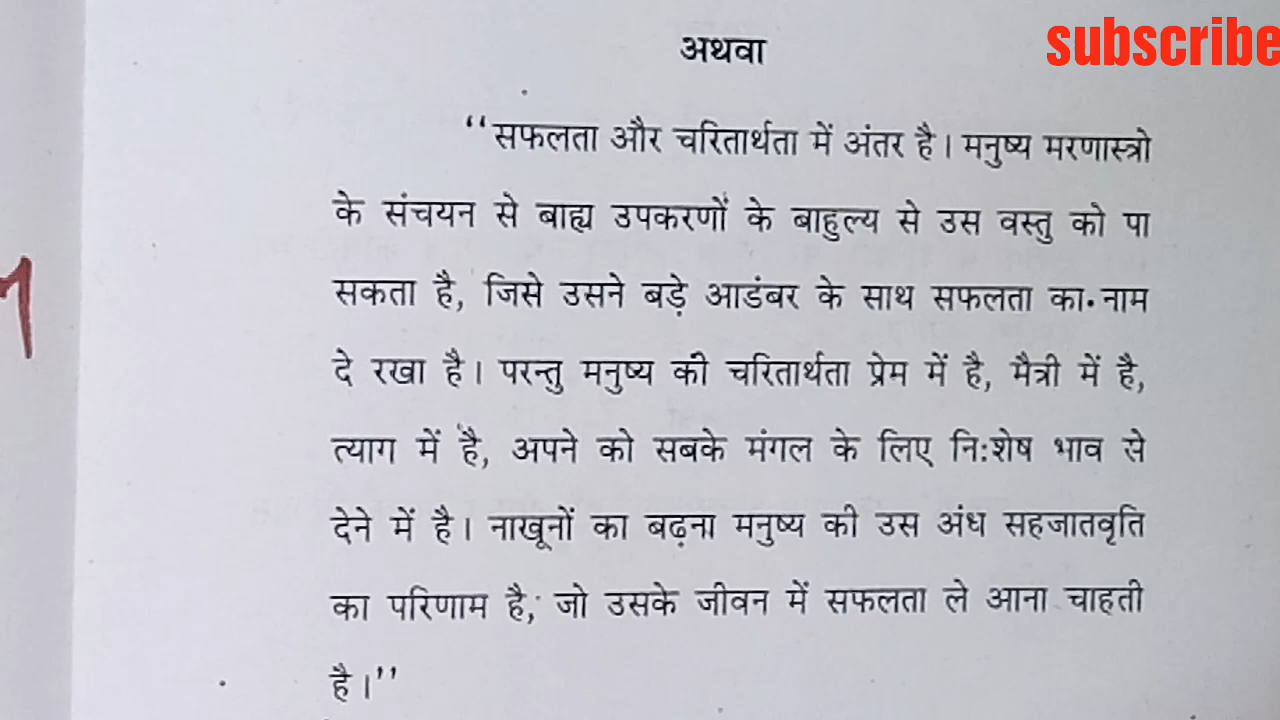 subscribe
अथवा
‘‘सफलता और चरितार्थता में अंतर है। मनुष्य मरणास्त्रो
के संचयन से बाह्य उपकरणों के बाहुल्य से उस वस्तु को पा
सकता है, जिसे उसने बड़े आडंबर के साथ सफलता का नाम
दे रखा है। परन्तु मनुष्य की चरितार्थता प्रेम में है, मैत्री में है,
त्याग में है, अपने को सबके मंगल के लिए नि:शेष भाव से
देने में है। नाखूनों का बढ़ना मनुष्य की उस अंध सहजातवृति
का परिणाम है, जो उसके जीवन में सफलता ले आना चाहती
है।’’